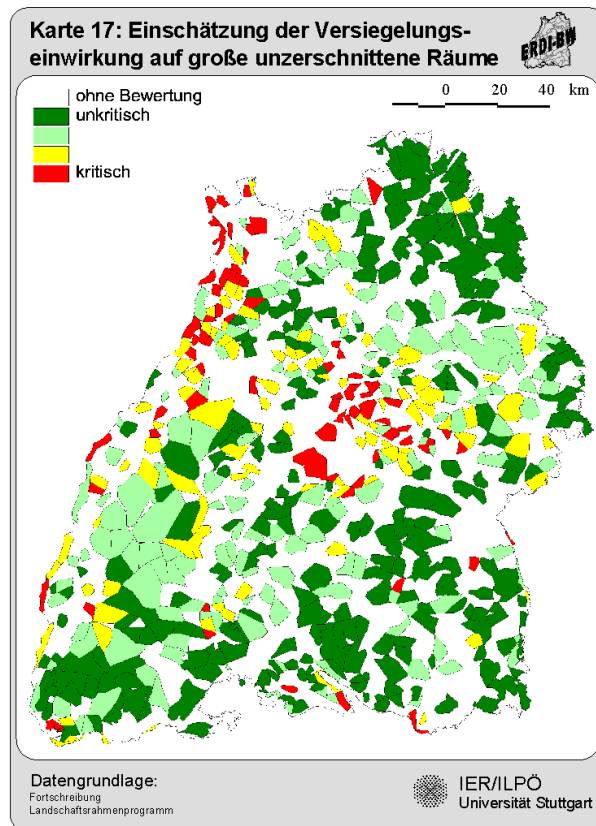 Karte 17: Einschätzung der Versiegelungs-
einwirkung auf große unzerschnittene Räume
ERDI-BW
ohne Bewertung
unkritisch
kritisch
0 20 40 km
Datengrundlage:
Fortschreibung
Landschaftsrahmenprogramm
IER/ILPÖ
Universität Stuttgart